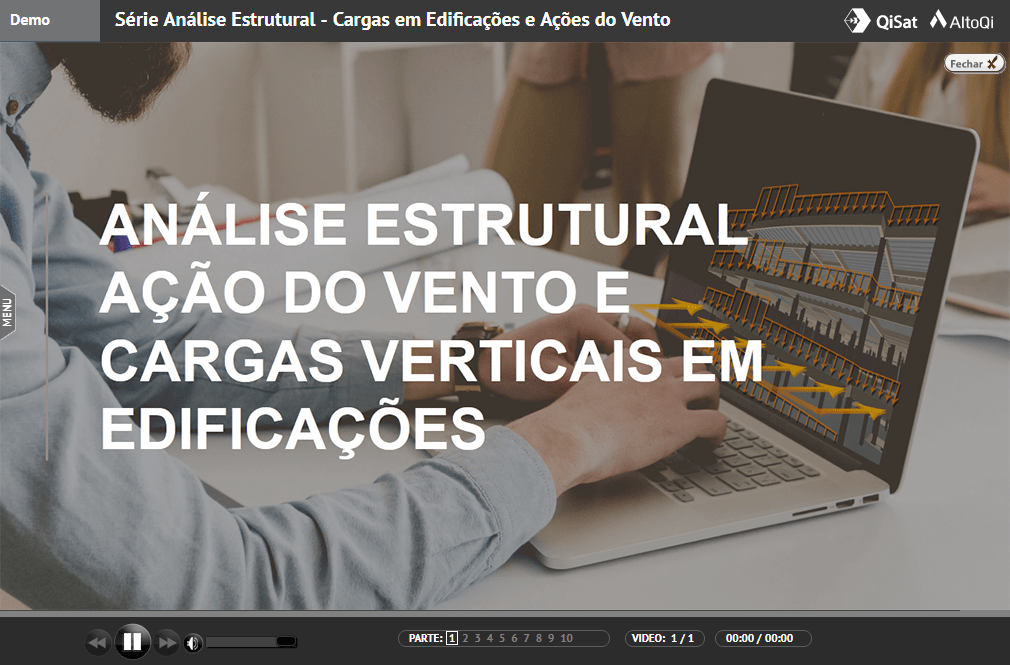 Demo
Série Análise Estrutural - Cargas em Edificações e Ações do Vento
QiSat
AltoQi
Fechar
ANÁLISE ESTRUTURAL
AÇÃO DO VENTO E
CARGAS VERTICAIS EM
EDIFICAÇÕES
MENU
PARTE: 1 2 3 4 5 6 7 8 9 10
VIDEO: 1 / 1
00:00 / 00:00